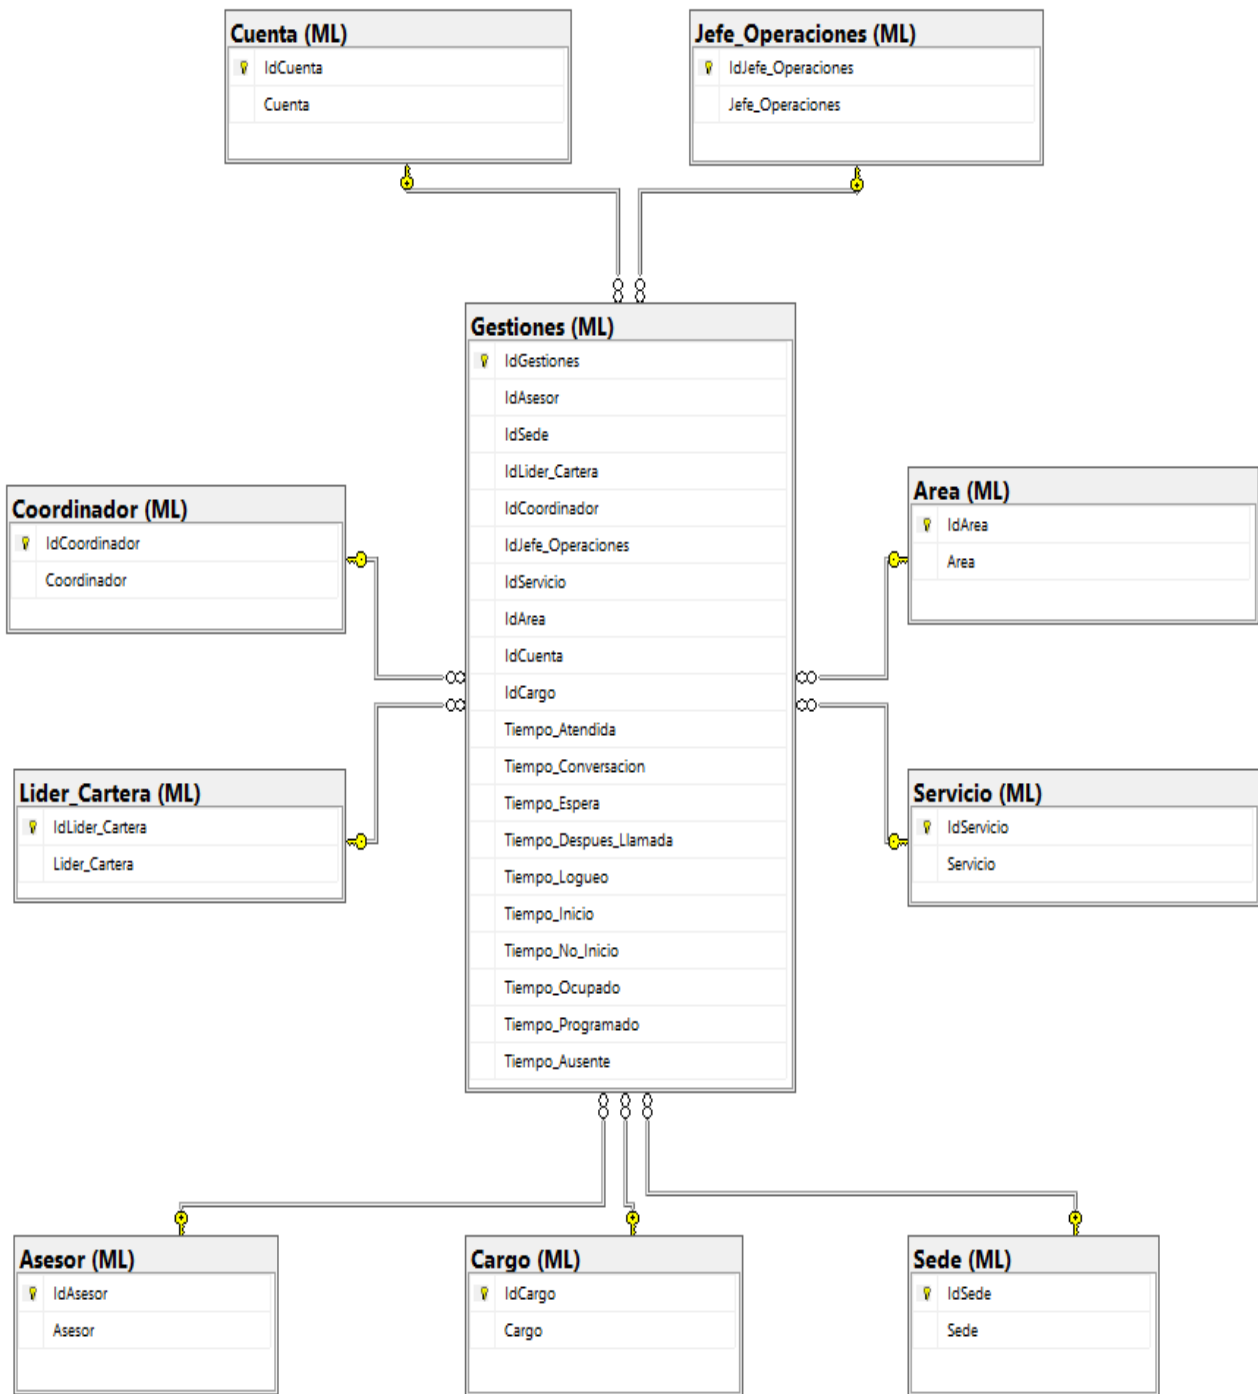 Cuenta (ML)
IdCuenta
Cuenta
Jefe_Operaciones (ML)
IdJefe_Operaciones
Jefe_Operaciones
Gestiones (ML)
IdGestiones
IdAsesor
IdSede
IdLider_Cartera
IdCoordinador
IdJefe_Operaciones
IdServicio
IdArea
IdCuenta
IdCargo
Tiempo_Atendida
Tiempo_Conversacion
Tiempo_Espera
Tiempo_Despues_Llamada
Tiempo_Logueo
Tiempo_Inicio
Tiempo_No_Inicio
Tiempo_Ocupado
Tiempo_Programado
Tiempo_Ausente
Coordinador (ML)
IdCoordinador
Coordinador
Area (ML)
IdArea
Area
Lider_Cartera (ML)
IdLider_Cartera
Lider_Cartera
Servicio (ML)
IdServicio
Servicio
Asesor (ML)
IdAsesor
Asesor
Cargo (ML)
IdCargo
Cargo
Sede (ML)
IdSede
Sede